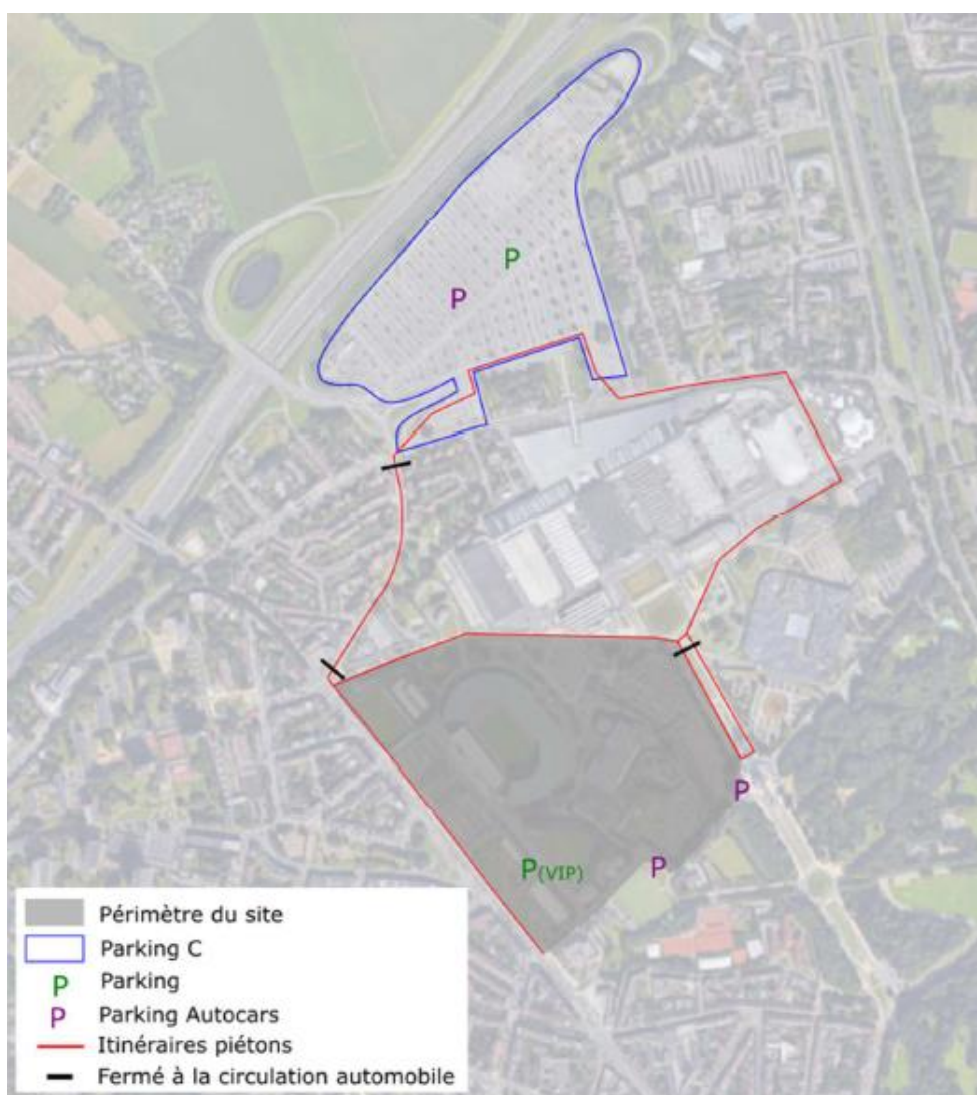 P
P
P
P(VIP)
P
Périmètre du site
Parking C
P Parking
P Parking Autocars
Itinéraires piétons
Fermé à la circulation automobile